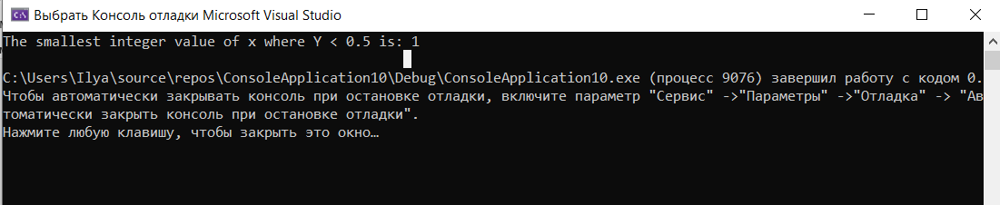 Выбрать Консоль отладки Microsoft Visual Studio
The smallest integer value of x where Y < 0.5 is: 1
C:\Users\Ilya\source\repos\ConsoleApplication10\Debug\ConsoleApplication10.exe (процесс 9076) завершил работу с кодом 0.
Чтобы автоматически закрывать консоль при остановке отладки, включите параметр "Сервис" ->"Параметры" ->"Отладка" -> "Ав
томатически закрыть консоль при остановке отладки".
Нажмите любую клавишу, чтобы закрыть это окно…